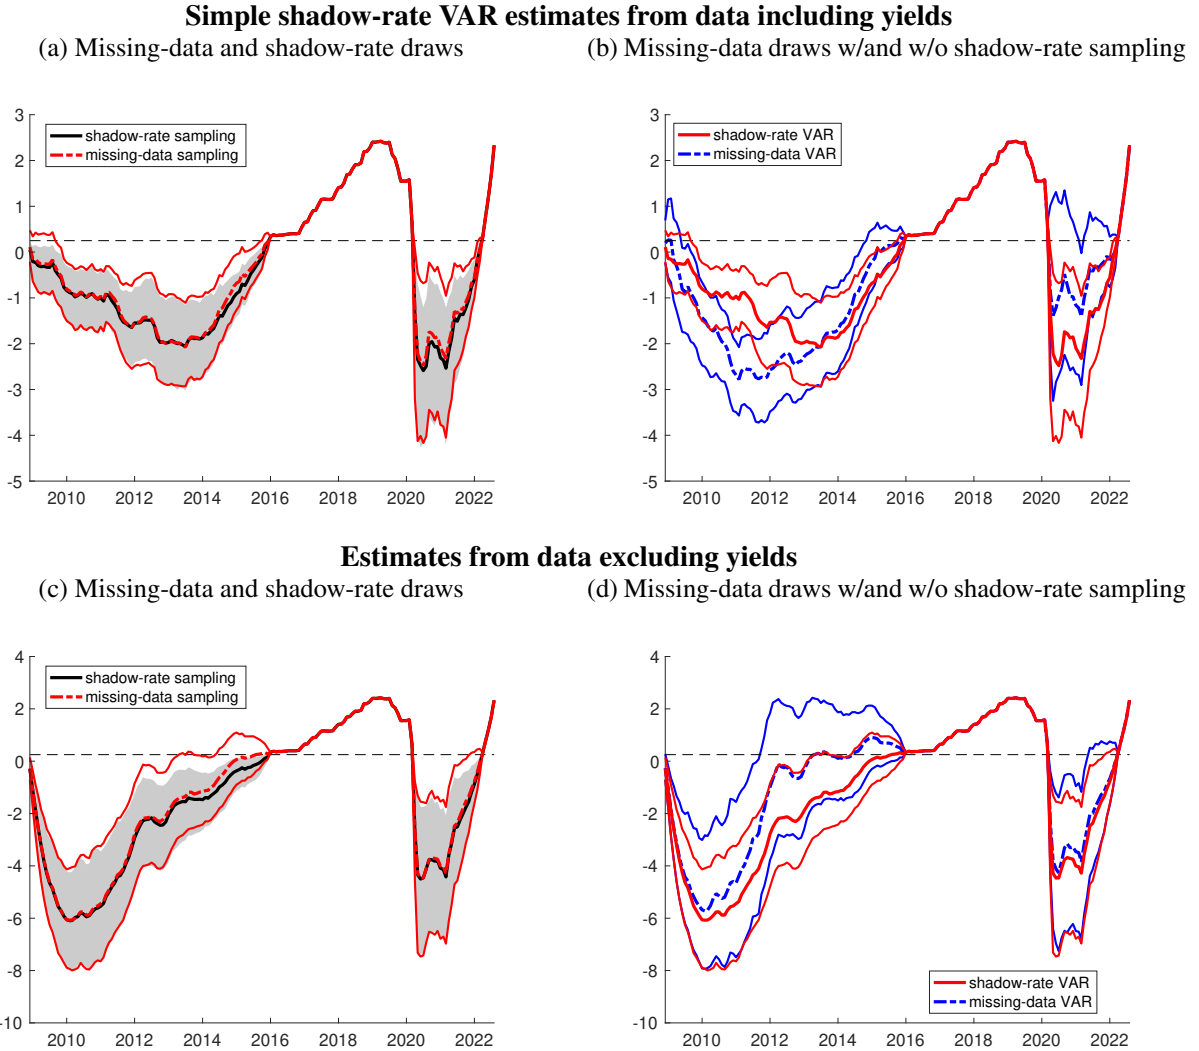 Simple shadow-rate VAR estimates from data including yields
(a) Missing-data and shadow-rate draws
(b) Missing-data draws w/and w/o shadow-rate sampling
3
2
1
0
-1
-2
-3
-4
-5
shadow-rate sampling
missing-data sampling
2010 2012 2014 2016 2018 2020 2022
3
2
1
0
-1
-2
-3
-4
-5
shadow-rate VAR
missing-data VAR
2010 2012 2014 2016 2018 2020 2022
Estimates from data excluding yields
(c) Missing-data and shadow-rate draws
(d) Missing-data draws w/and w/o shadow-rate sampling
4
2
0
-2
-4
-6
-8
-10
shadow-rate sampling
missing-data sampling
2010 2012 2014 2016 2018 2020 2022
4
2
0
-2
-4
-6
-8
-10
shadow-rate VAR
missing-data VAR
2010 2012 2014 2016 2018 2020 2022